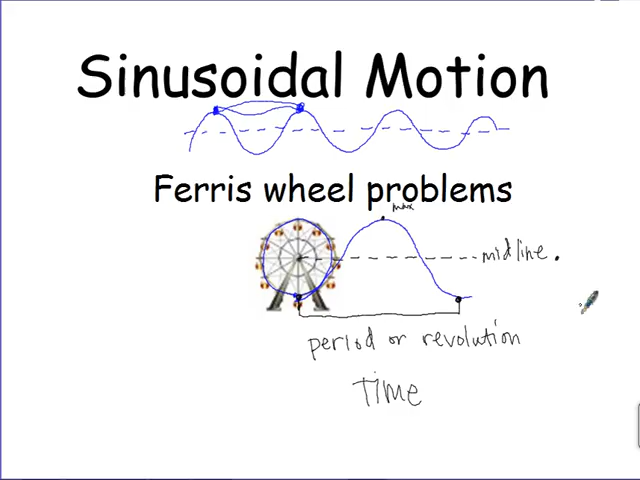 Sinusoidal Motion
Ferris wheel problems
max
midline.
period or revolution
Time